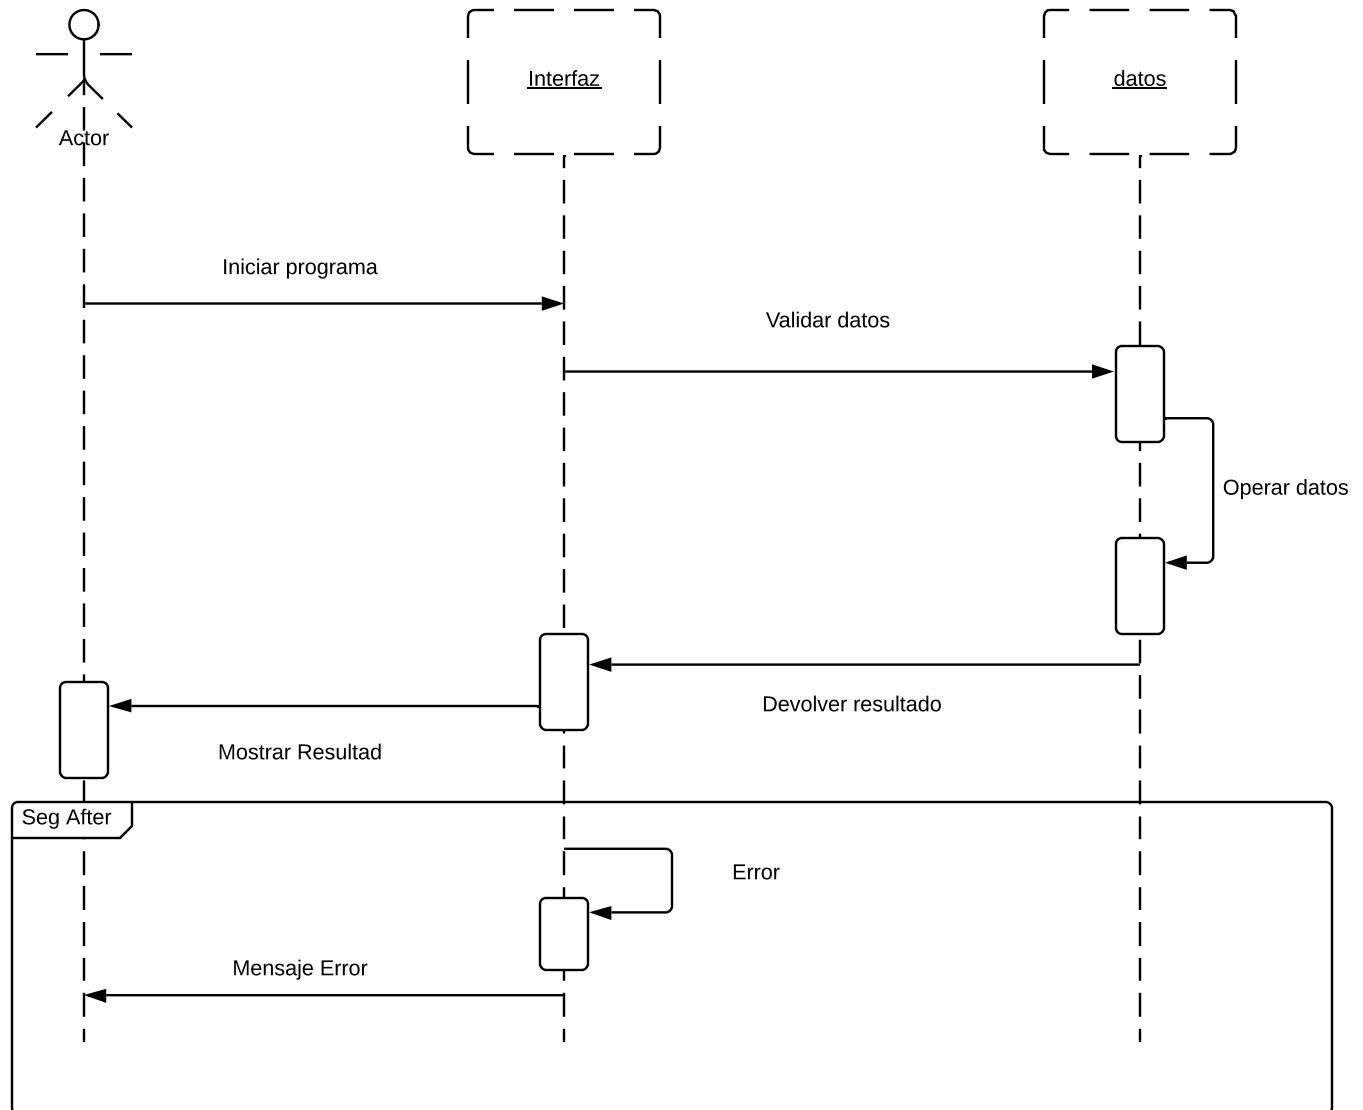 Actor
Interfaz
datos
Iniciar programa
Validar datos
Operar datos
Devolver resultado
Mostrar Resultad
Seg After
Error
Mensaje Error